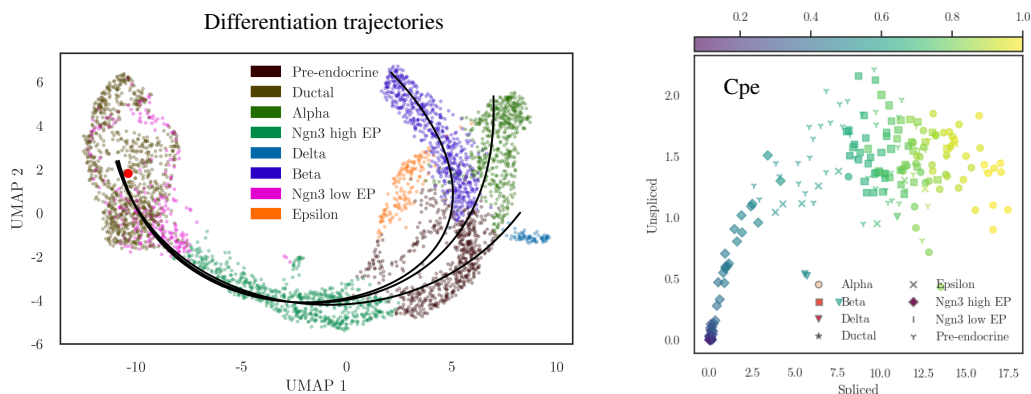 Differentiation trajectories
6
4
2
0
-2
-4
-6
UMAP 2
-10
-5
0
5
10
UMAP 1
Pre-endocrine
Ductal
Alpha
Ngn3 high EP
Delta
Beta
Ngn3 low EP
Epsilon
0.2
0.4
0.6
0.8
1.0
Cpe
2.0
1.5
1.0
0.5
0.0
Unspliced
Alpha
Beta
Delta
Ductal
Epsilon
Ngn3 high EP
Ngn3 low EP
Pre-endocrine
0.0
2.5
5.0
7.5
10.0
12.5
15.0
17.5
Spliced